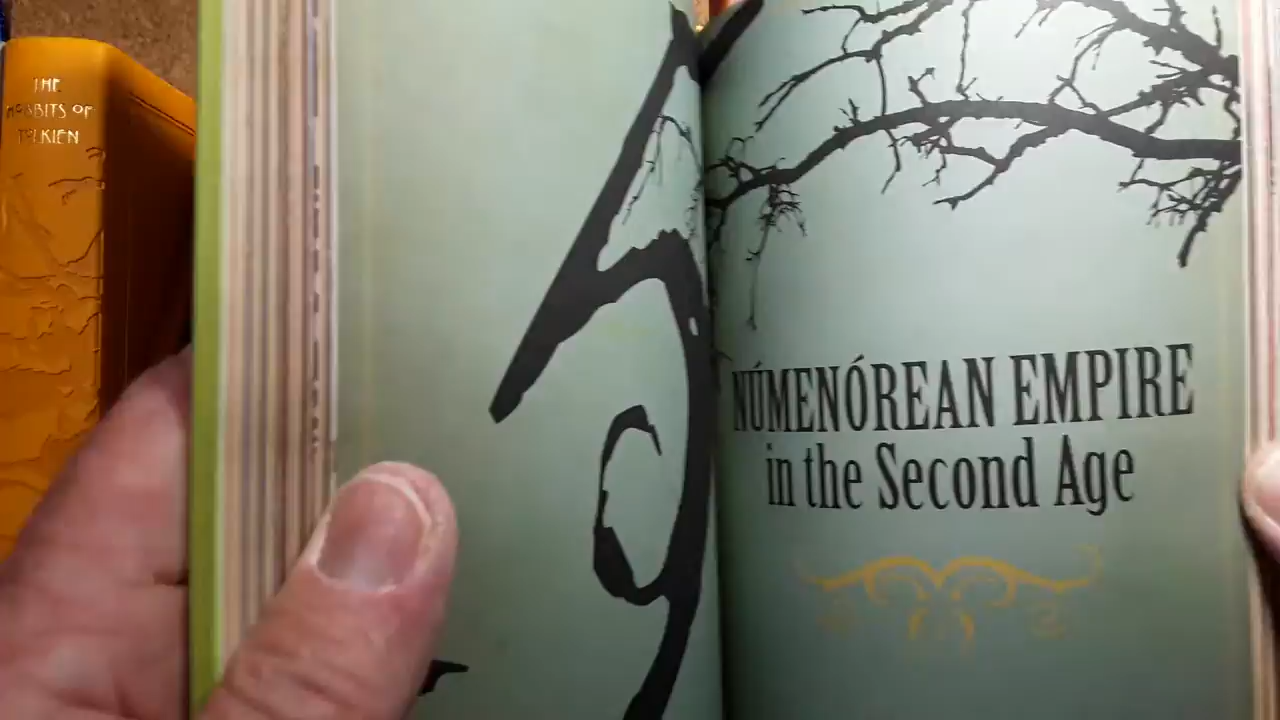 THE
HOBBITS OF
TOLKIEN
NÚMENÓREAN EMPIRE
in the Second Age